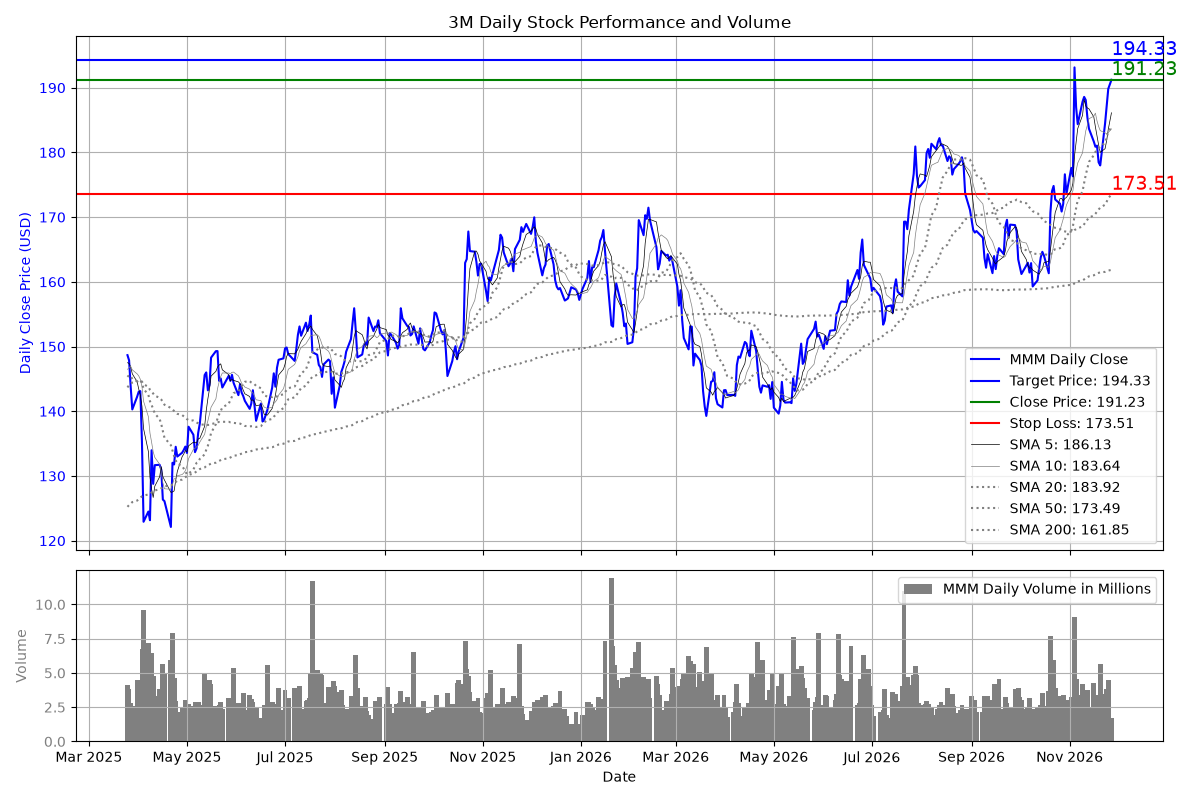 3M Daily Stock Performance and Volume
194.33
191.23
173.51
Daily Close Price (USD)
190
180
170
160
150
140
130
120
MMM Daily Close
Target Price: 194.33
Close Price: 191.23
Stop Loss: 173.51
SMA 5: 186.13
SMA 10: 183.64
SMA 20: 183.92
SMA 50: 173.49
SMA 200: 161.85
MMM Daily Volume in Millions
Volume
10.0
7.5
5.0
2.5
0.0
Mar 2025 May 2025 Jul 2025 Sep 2025 Nov 2025 Jan 2026 Mar 2026 May 2026 Jul 2026 Sep 2026 Nov 2026
Date